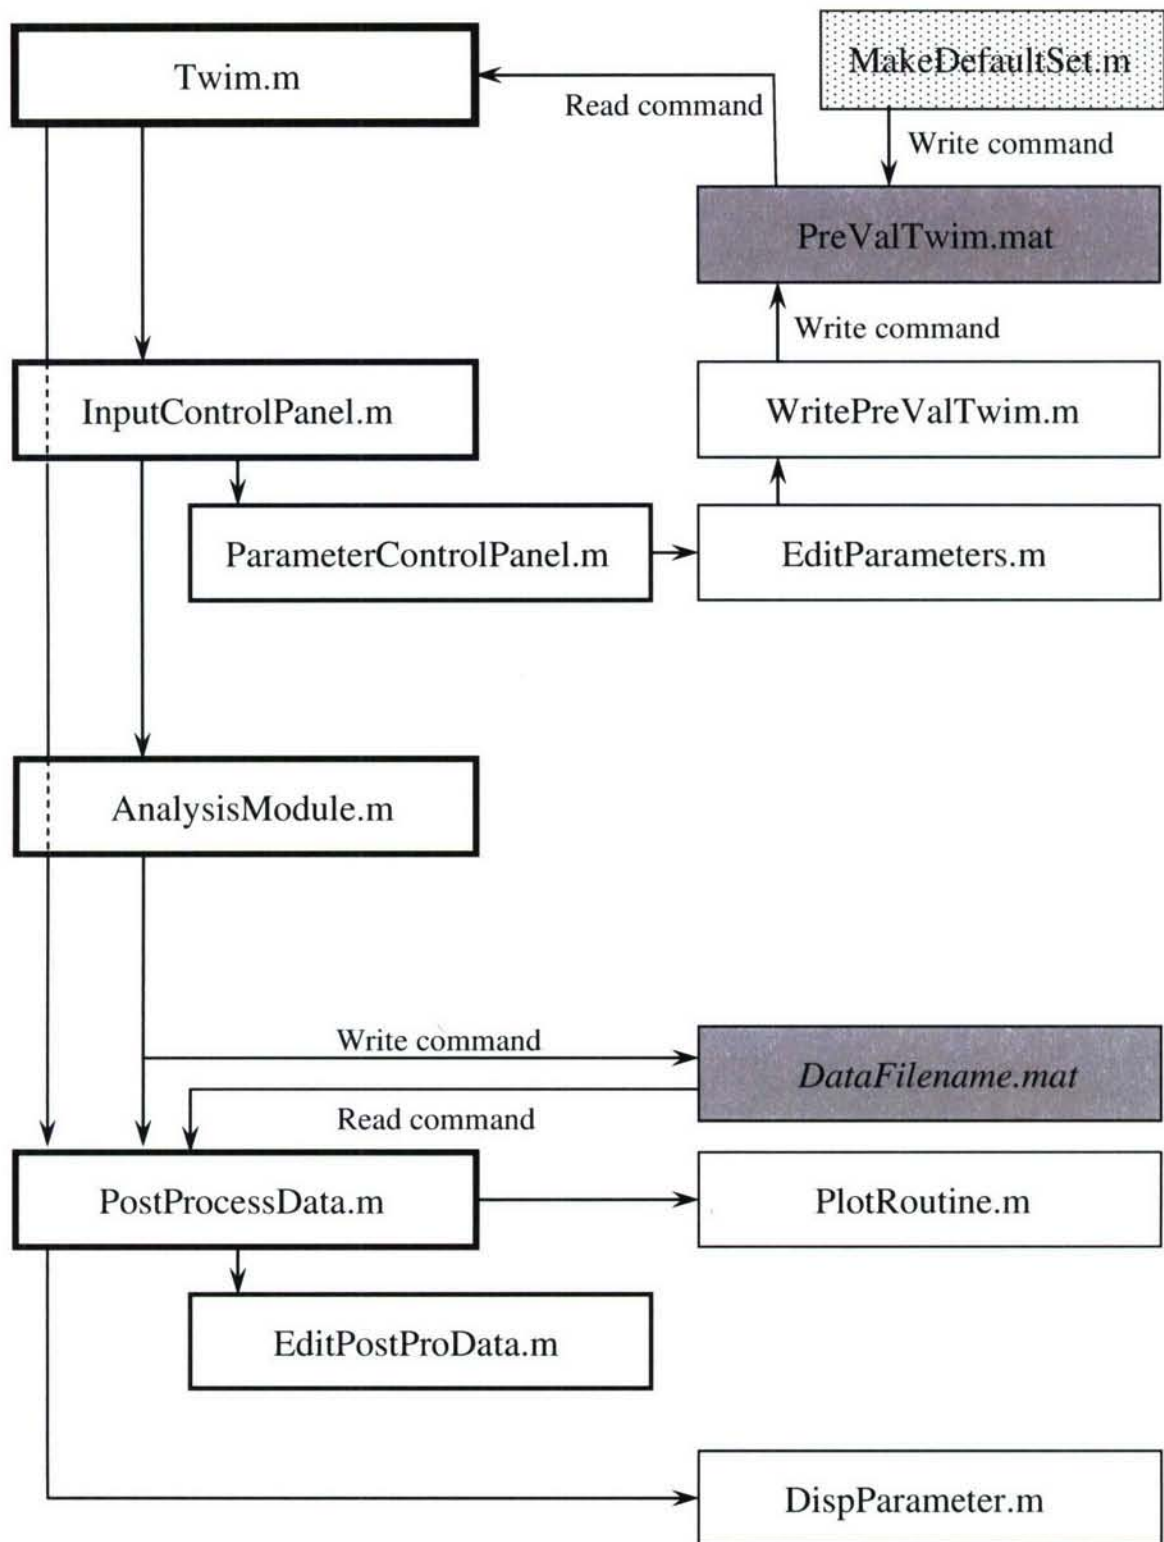 Twim.m
MakeDefaultSet.m
Read command
Write command
PreValTwim.mat
Write command
InputControlPanel.m
WritePreValTwim.m
ParameterControlPanel.m
EditParameters.m
AnalysisModule.m
Write command
DataFilename.mat
Read command
PostProcessData.m
PlotRoutine.m
EditPostProData.m
DispParameter.m